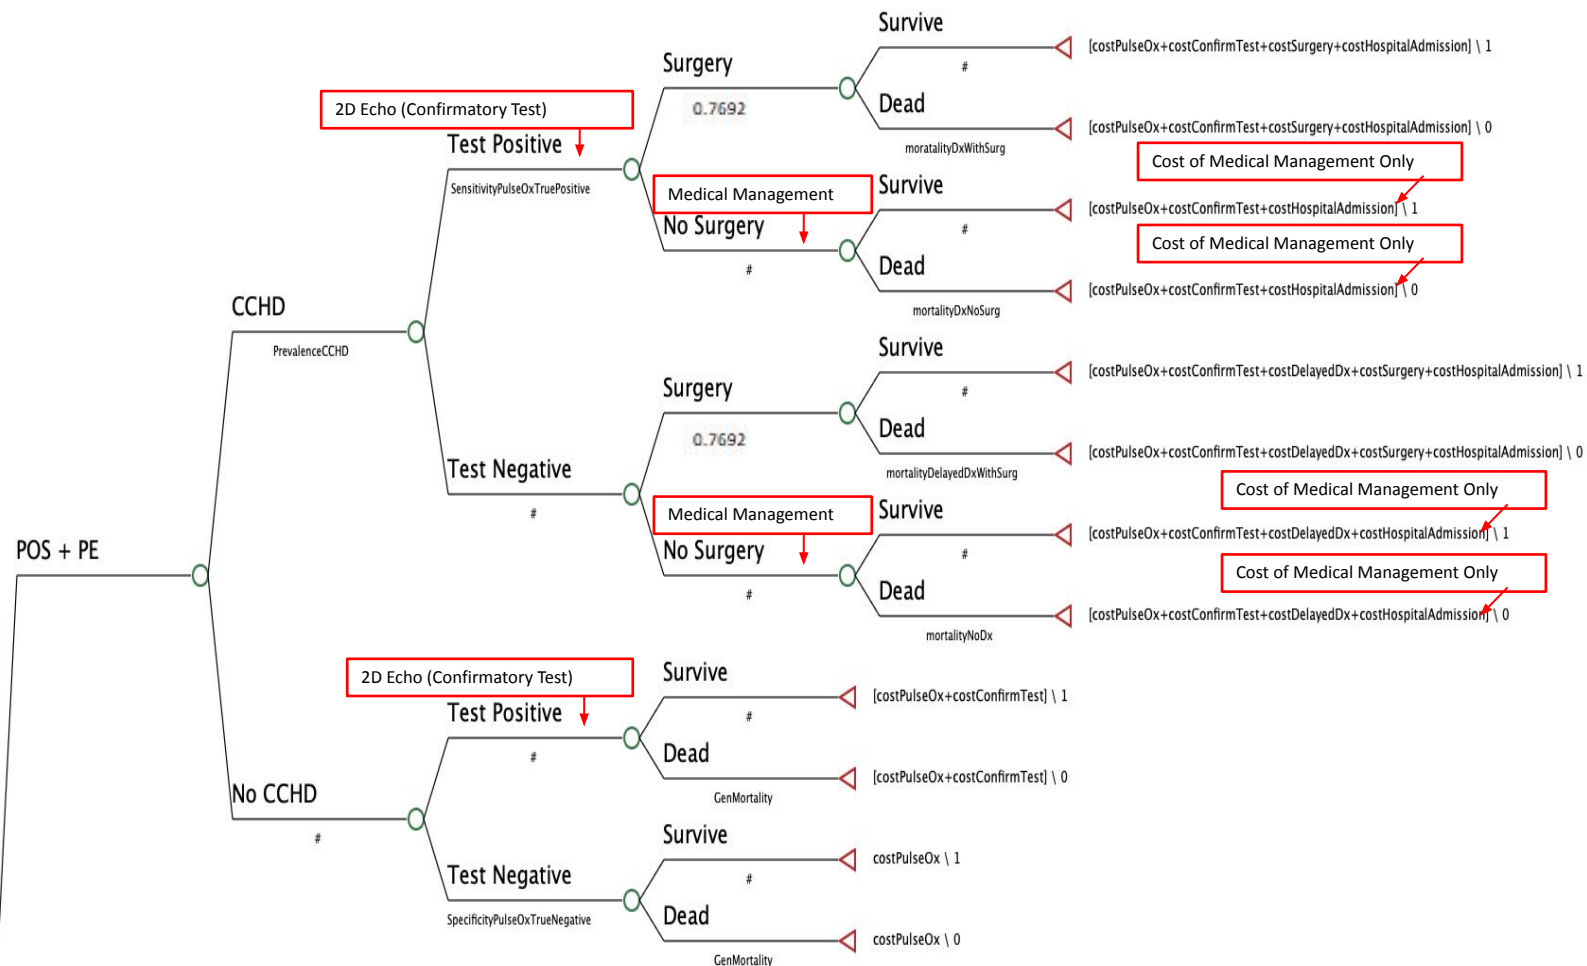 Survive
[costPulseOx+costConfirmTest+costSurgery+costHospitalAdmission] \ 1
#
Surgery
0.7692
Dead
[costPulseOx+costConfirmTest+costSurgery+costHospitalAdmission] \ 0
moratalityDxWithSurg
2D Echo (Confirmatory Test)
Test Positive
SensitivityPulseOxTruePositive
Cost of Medical Management Only
Medical Management
Survive
[costPulseOx+costConfirmTest+costHospitalAdmission] \ 1
#
No Surgery
#
Cost of Medical Management Only
Dead
[costPulseOx+costConfirmTest+costHospitalAdmission] \ 0
mortalityDxNoSurg
CCHD
PrevalenceCCHD
Survive
[costPulseOx+costConfirmTest+costDelayedDx+costSurgery+costHospitalAdmission] \ 1
#
Surgery
0.7692
Dead
[costPulseOx+costConfirmTest+costDelayedDx+costSurgery+costHospitalAdmission] \ 0
mortalityDelayedDxWithSurg
Test Negative
#
Cost of Medical Management Only
Medical Management
Survive
[costPulseOx+costConfirmTest+costDelayedDx+costHospitalAdmission] \ 1
#
No Surgery
#
Cost of Medical Management Only
Dead
[costPulseOx+costConfirmTest+costDelayedDx+costHospitalAdmission] \ 0
mortalityNoDx
POS + PE
2D Echo (Confirmatory Test)
Test Positive
#
Survive
[costPulseOx+costConfirmTest] \ 1
#
Dead
[costPulseOx+costConfirmTest] \ 0
GenMortality
No CCHD
#
Survive
costPulseOx \ 1
#
Test Negative
SpecificityPulseOxTrueNegative
Dead
costPulseOx \ 0
GenMortality